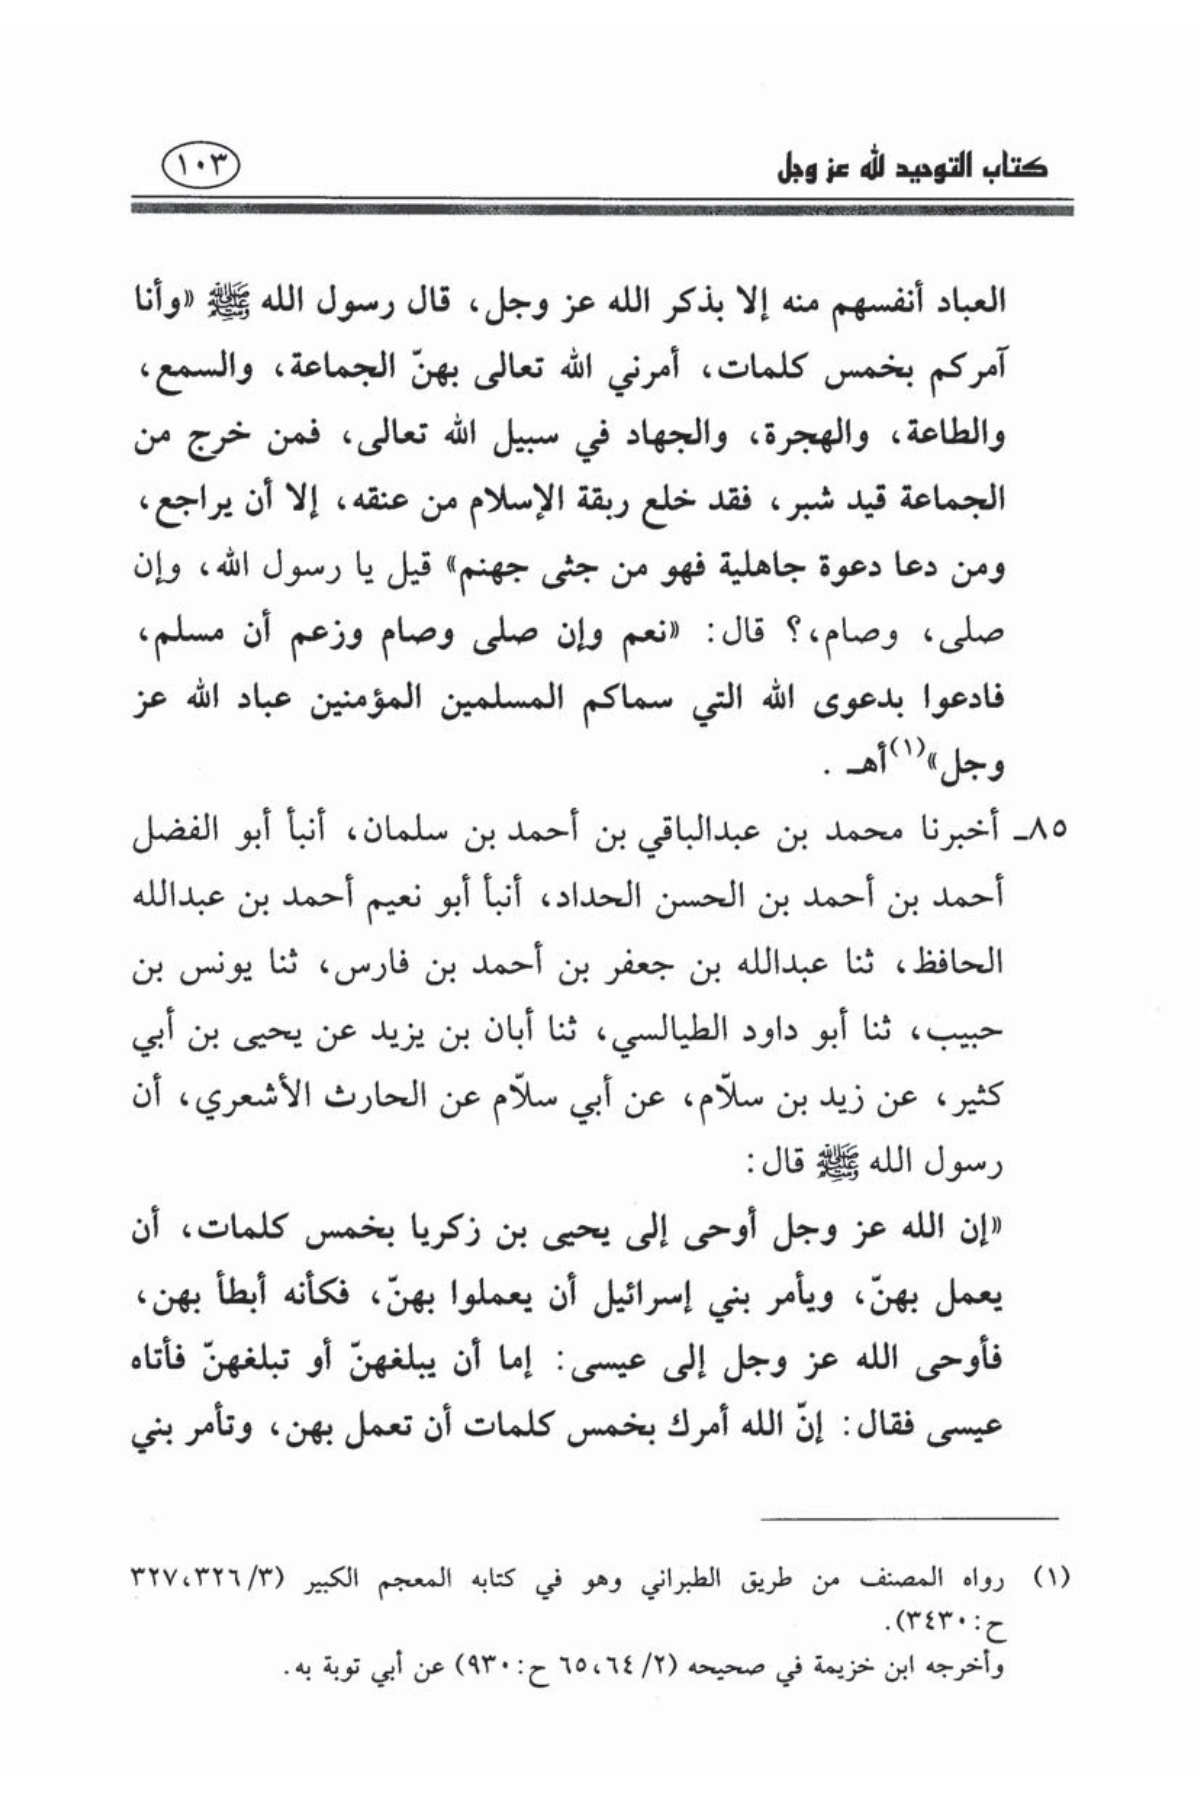 كتاب التوحيد لله عز وجل
١٠٣
العباد أنفسهم منه إلا بذكر الله عز وجل، قال رسول الله ﷺ «وأنا
آمركم بخمس كلمات، أمرني الله تعالى بهنّ الجماعة، والسمع،
والطاعة، والهجرة، والجهاد في سبيل الله تعالى، فمن خرج من
الجماعة قيد شبر، فقد خلع ربقة الإسلام من عنقه، إلا أن يراجع،
ومن دعا دعوة جاهلية فهو من جثى جهنم» قيل يا رسول الله، وإن
صلى، وصام،؟ قال: «نعم وإن صلى وصام وزعم أن مسلم،
فادعوا بدعوى الله التي سماكم المسلمين المؤمنين عباد الله عز
وجل»(١)أهـ .
٨٥ـ أخبرنا محمد بن عبدالباقي بن أحمد بن سلمان، أنبأ أبو الفضل
أحمد بن أحمد بن الحسن الحداد، أنبأ أبو نعيم أحمد بن عبدالله
الحافظ، ثنا عبدالله بن جعفر بن أحمد بن فارس، ثنا يونس بن
حبيب، ثنا أبو داود الطيالسي، ثنا أبان بن يزيد عن يحيى بن أبي
كثير، عن زيد بن سلاّم، عن أبي سلاّم عن الحارث الأشعري، أن
رسول الله ﷺ قال:
«إن الله عز وجل أوحى إلى يحيى بن زكريا بخمس كلمات، أن
يعمل بهنّ، ويأمر بني إسرائيل أن يعملوا بهنّ، فكأنه أبطأ بهن،
فأوحى الله عز وجل إلى عيسى: إما أن يبلغهنّ أو تبلغهنّ فأتاه
عيسى فقال: إنّ الله أمرك بخمس كلمات أن تعمل بهن، وتأمر بني
(١) رواه المصنف من طريق الطبراني وهو في كتابه المعجم الكبير (٣/ ٣٢٦،٣٢٧
ح:٣٤٣٠).
وأخرجه ابن خزيمة في صحيحه (٢/ ٦٤،٦٥ ح:٩٣٠) عن أبي توبة به.